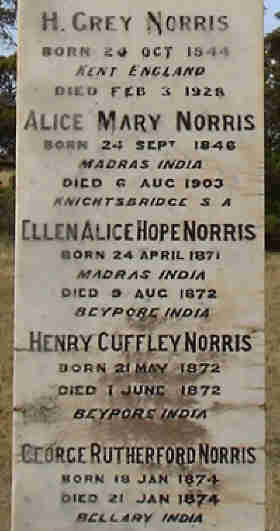 H. GREY NORRIS
BORN 20 OCT 1844
KENT ENGLAND
DIED FEB 3 1928
ALICE MARY NORRIS
BORN 24 SEPT 1846
MADRAS INDIA
DIED 6 AUG 1903
KNIGHTSBRIDGE S A
ELLEN ALICE HOPE NORRIS
BORN 24 APRIL 1871
MADRAS INDIA
DIED 9 AUG 1872
BEYPORE INDIA
HENRY CUFFLEY NORRIS
BORN 21 MAY 1872
DIED 1 JUNE 1872
BEYPORE INDIA
GEORGE RUTHERFORD NORRIS
BORN 18 JAN 1874
DIED 21 JAN 1874
BELLARY INDIA